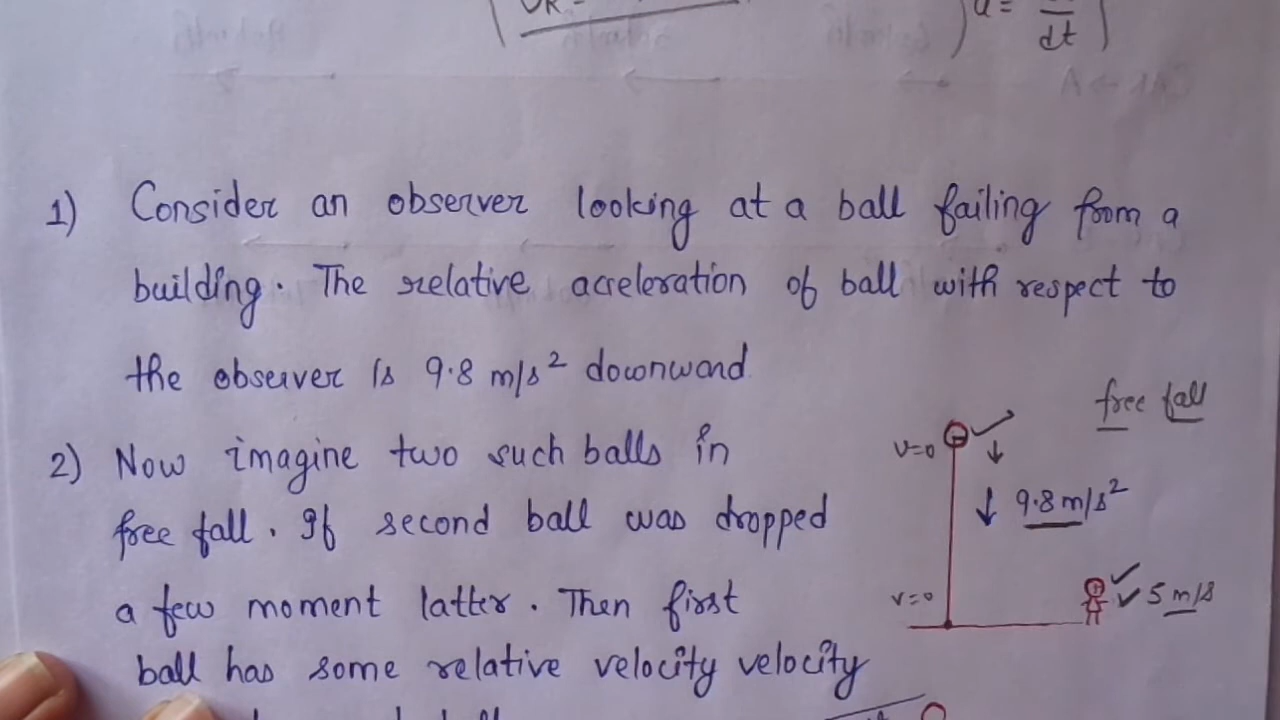 a =
dt
1) Consider an observer looking at a ball failing from a
building. The relative acceleration of ball with respect to
the observer is 9.8 m/s² downward
free fall
v=0
2) Now imagine two such balls in
9.8 m/s²
free fall. If second ball was dropped
a few moment latter. Then first
v=0
5 m/s
ball has some relative velocity velocity